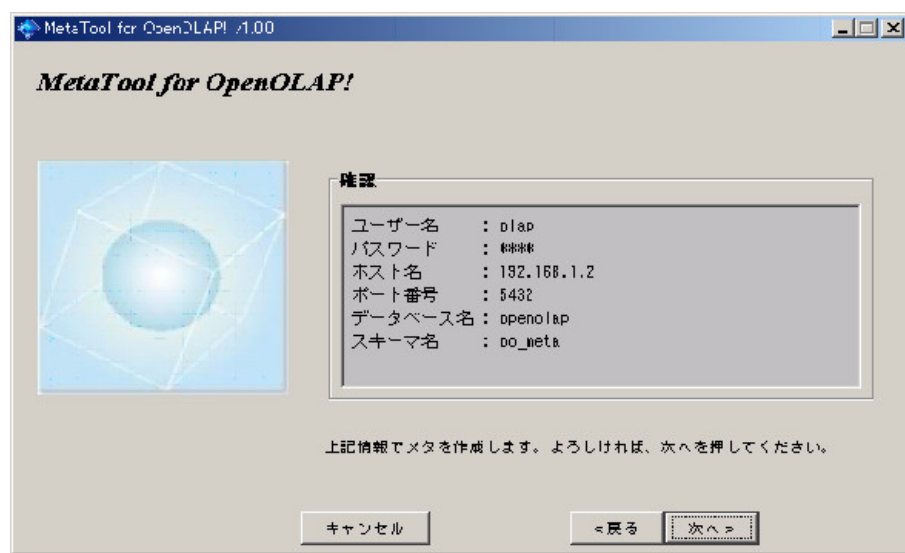 MetaTool for OpenOLAP! v1.00
MetaTool for OpenOLAP!
確認
ユーザー名 : olap
パスワード : ****
ホスト名 : 192.168.1.2
ポート番号 : 5432
データベース名 : openolap
スキーマ名 : oo_meta
上記情報でメタを作成します。よろしければ、次へを押してください。
キャンセル
<戻る
次へ>